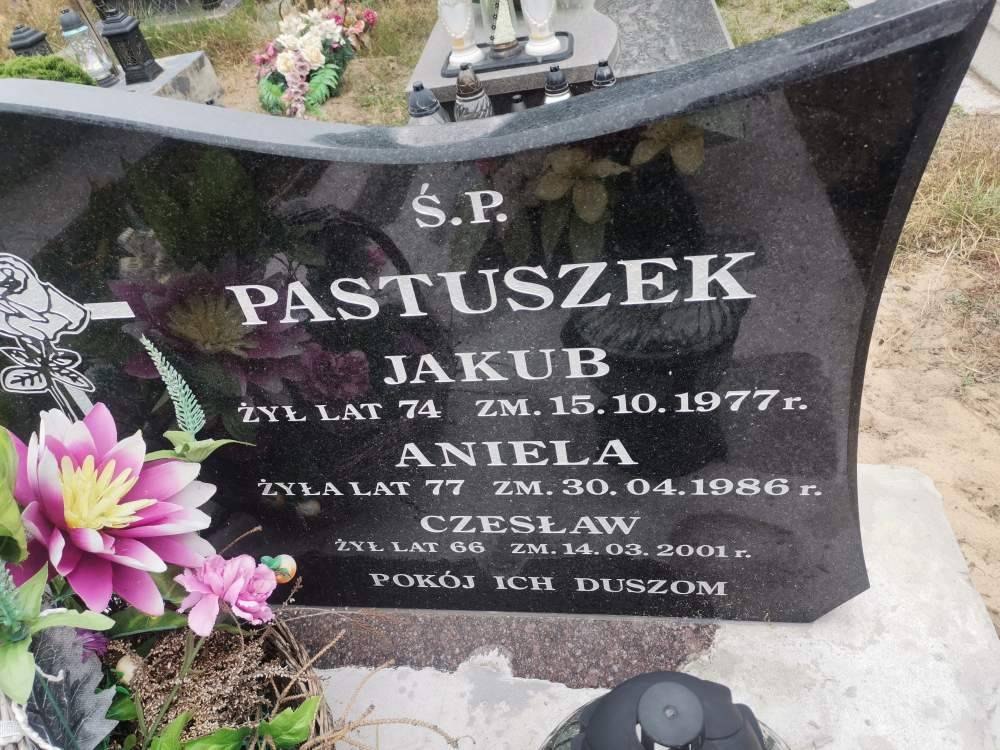 Ś.P.
PASTUSZEK
JAKUB
ŻYŁ LAT 74 ZM. 15.10.1977 r.
ANIELA
ŻYŁA LAT 77 ZM. 30.04.1986 r.
CZESŁAW
ŻYŁ LAT 66 ZM. 14.03.2001 r.
POKÓJ ICH DUSZOM